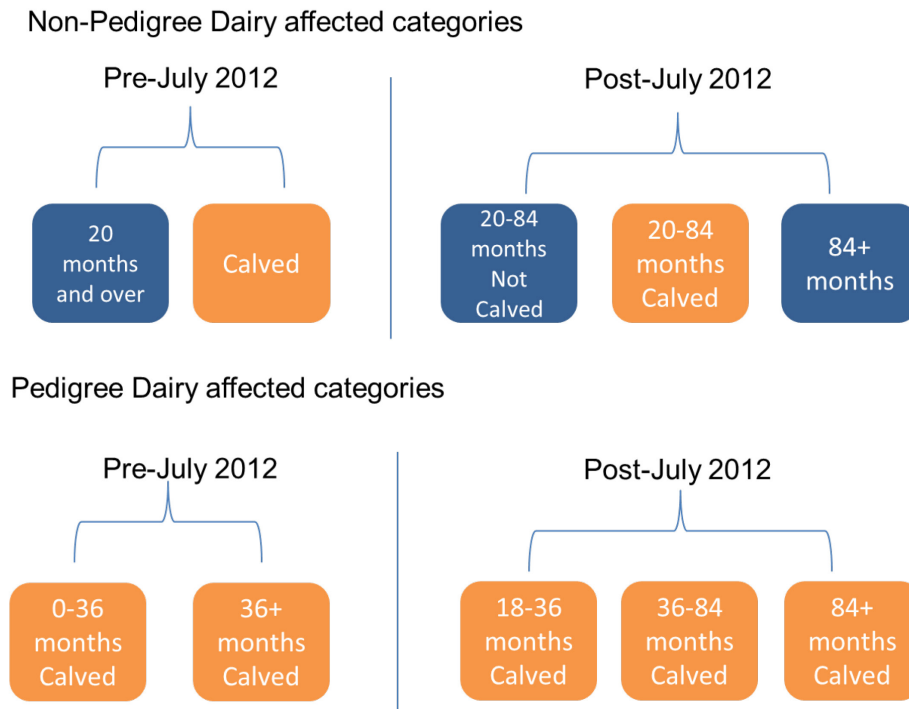 Non-Pedigree Dairy affected categories
Pre-July 2012
Post-July 2012
20
months
and over
Calved
20-84
months
Not
Calved
20-84
months
Calved
84+
months
Pedigree Dairy affected categories
Pre-July 2012
Post-July 2012
0-36
months
Calved
36+
months
Calved
18-36
months
Calved
36-84
months
Calved
84+
months
Calved